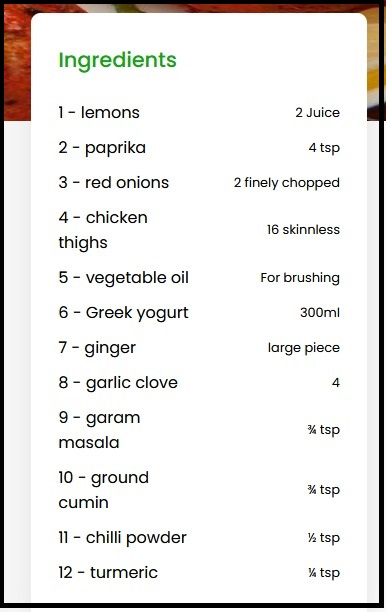 Ingredients
1 - lemons 2 Juice
2 - paprika 4 tsp
3 - red onions 2 finely chopped
4 - chicken
thighs 16 skinnless
5 - vegetable oil For brushing
6 - Greek yogurt 300ml
7 - ginger large piece
8 - garlic clove 4
9 - garam
masala ¾ tsp
10 - ground
cumin ¾ tsp
11 - chilli powder ½ tsp
12 - turmeric ¼ tsp